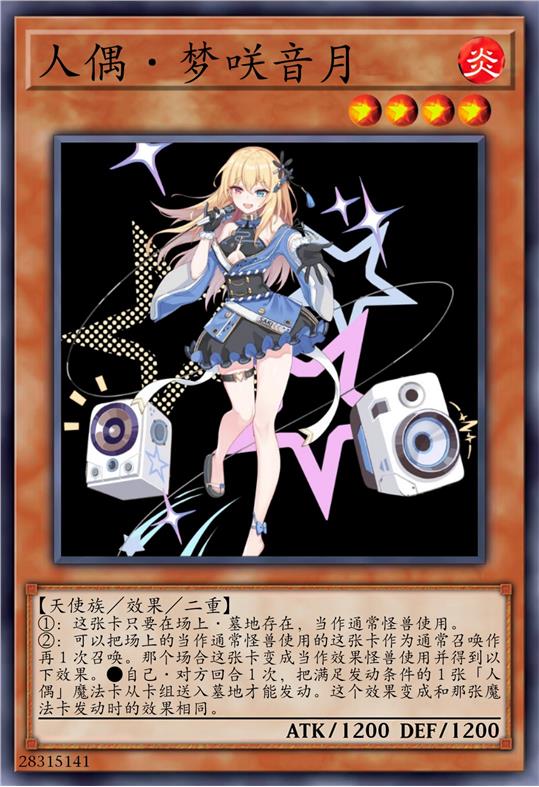 人偶·梦咲音月
炎
【天使族／效果／二重】
①：这张卡只要在场上·墓地存在，当作通常怪兽使用。
②：可以把场上的当作通常怪兽使用的这张卡作为通常召唤作
再1次召唤。那个场合这张卡变成当作效果怪兽使用并得到以
下效果。●自己·对方回合1次，把满足发动条件的1张「人
偶」魔法卡从卡组送入墓地才能发动。这个效果变成和那张魔
法卡发动时的效果相同。
ATK/1200 DEF/1200
28315141